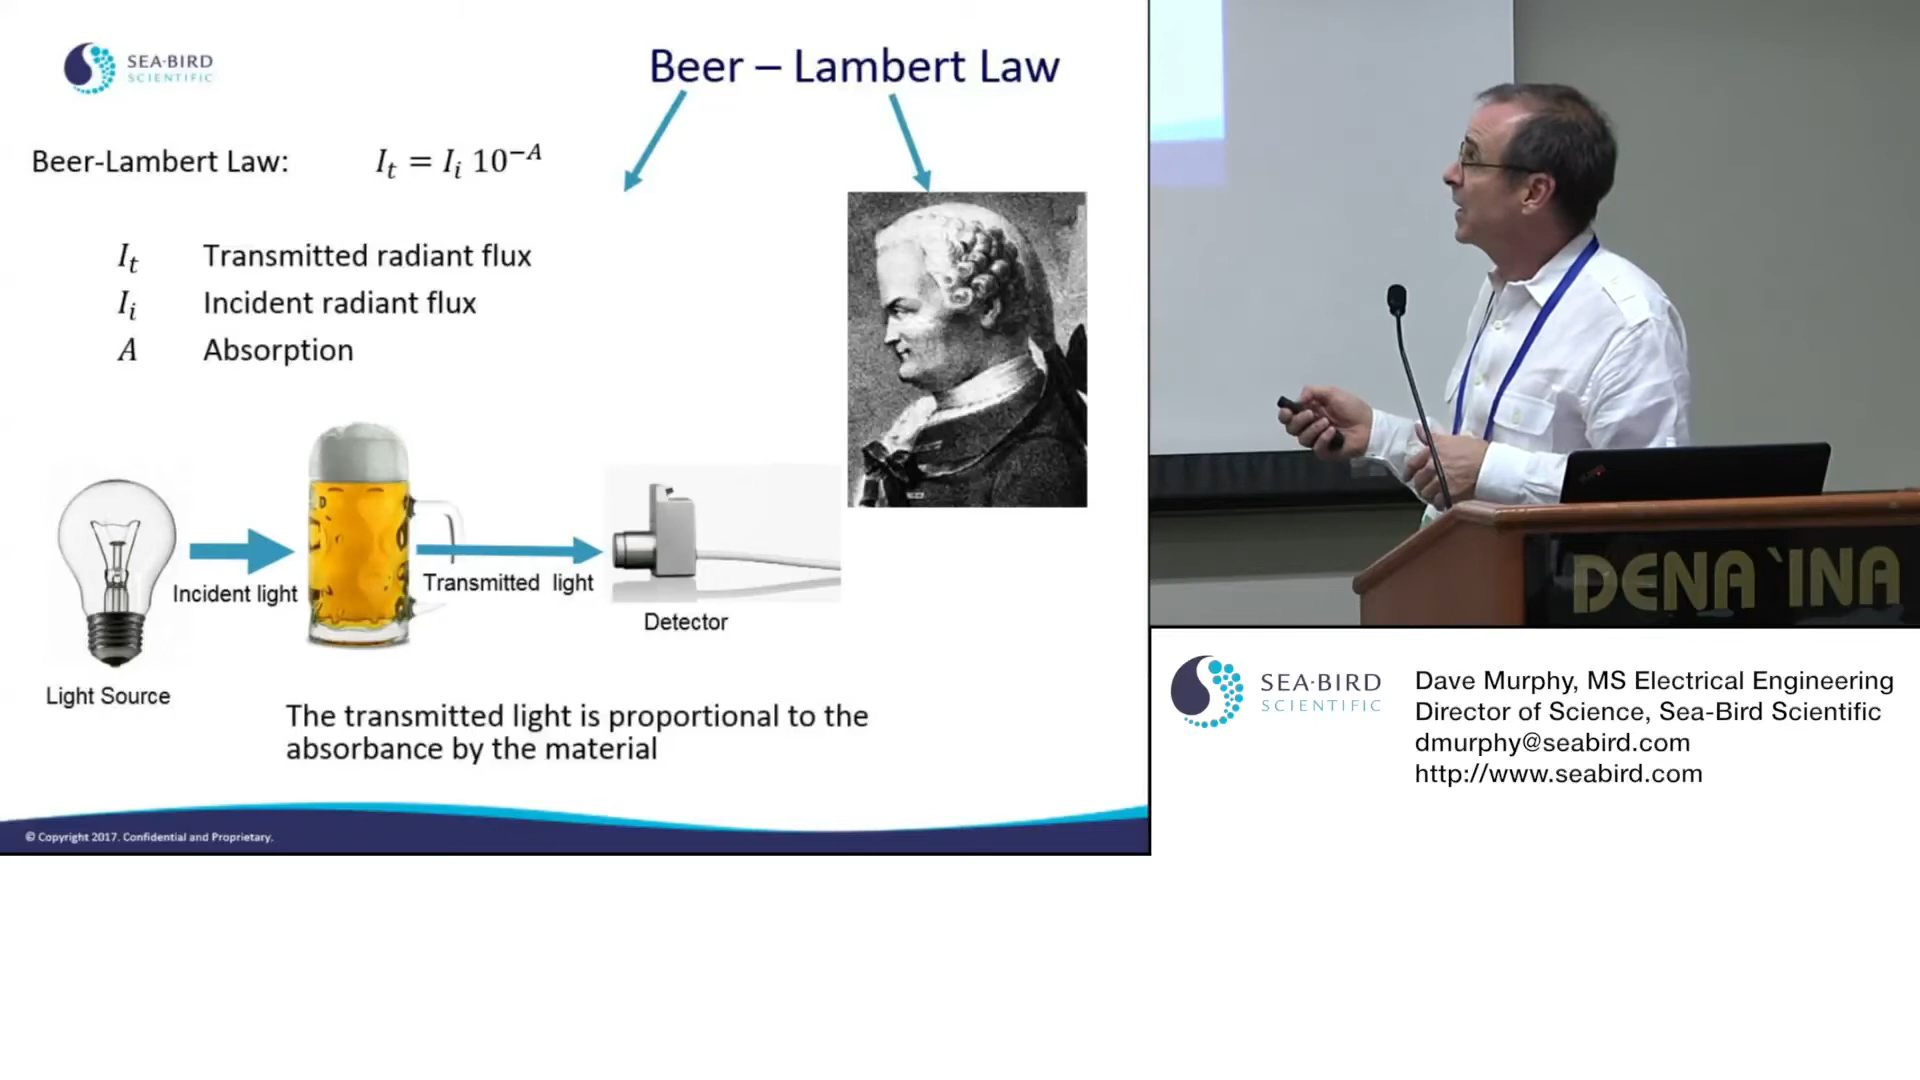 SEA·BIRD
SCIENTIFIC
Beer – Lambert Law
Beer-Lambert Law: I_t = I_i 10^{-A}
I_t Transmitted radiant flux
I_i Incident radiant flux
A Absorption
Incident light
Transmitted light
Detector
Light Source
The transmitted light is proportional to the
absorbance by the material
© Copyright 2017. Confidential and Proprietary.
DENA`INA
SEA·BIRD
SCIENTIFIC
Dave Murphy, MS Electrical Engineering
Director of Science, Sea-Bird Scientific
dmurphy@seabird.com
http://www.seabird.com